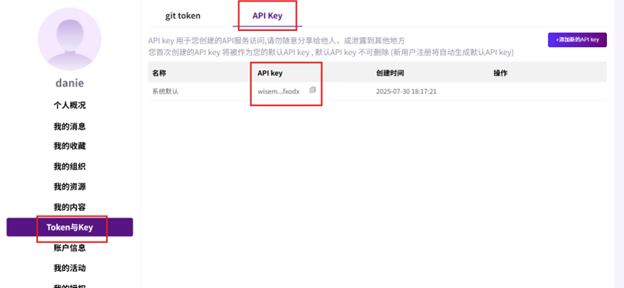 git token
API Key
API key 用于您创建的API服务访问,请勿随意分享给他人，或泄露到其他地方
您首次创建的API key 将被作为您的默认API key , 默认API key 不可删除 (新用户注册将自动生成默认API key)
+添加新的API key
名称
API key
创建时间
操作
系统默认
wisem...fxodx
2025-07-30 18:17:21
danie
个人概况
我的消息
我的收藏
我的组织
我的资源
我的内容
Token与Key
账户信息
我的活动